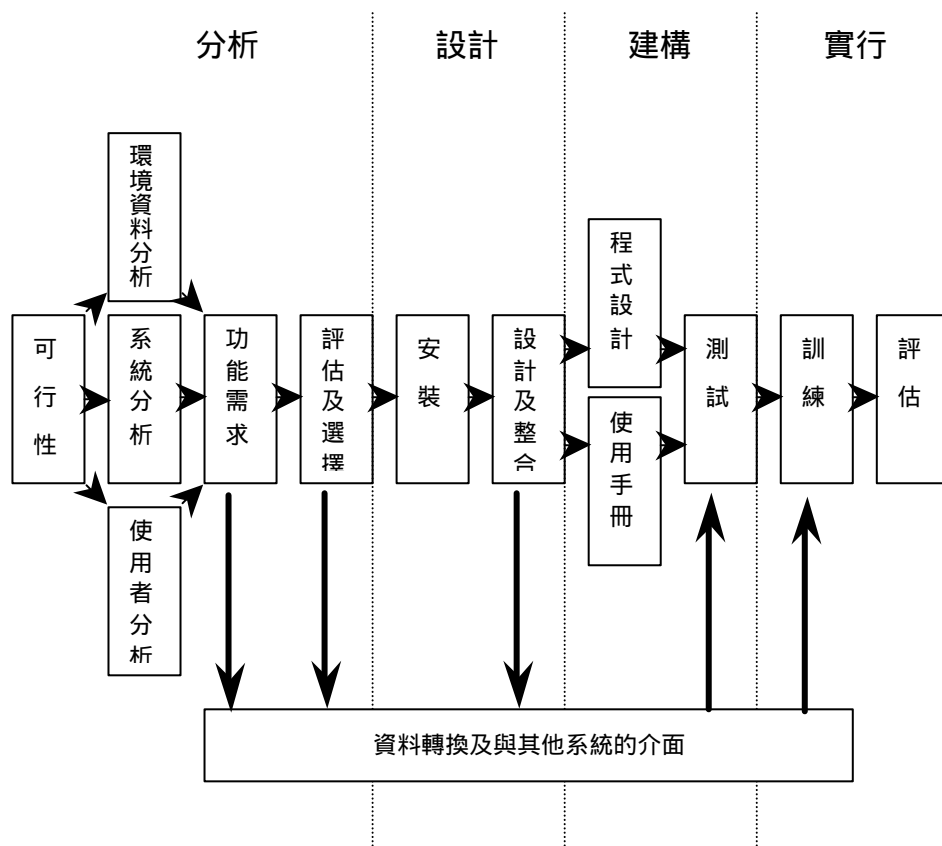 分析
設計
建構
實行
環境資料分析
可行性
系統分析
使用者分析
功能需求
評估及選擇
安裝
設計及整合
程式設計
使用手冊
測試
訓練
評估
資料轉換及與其他系統的介面